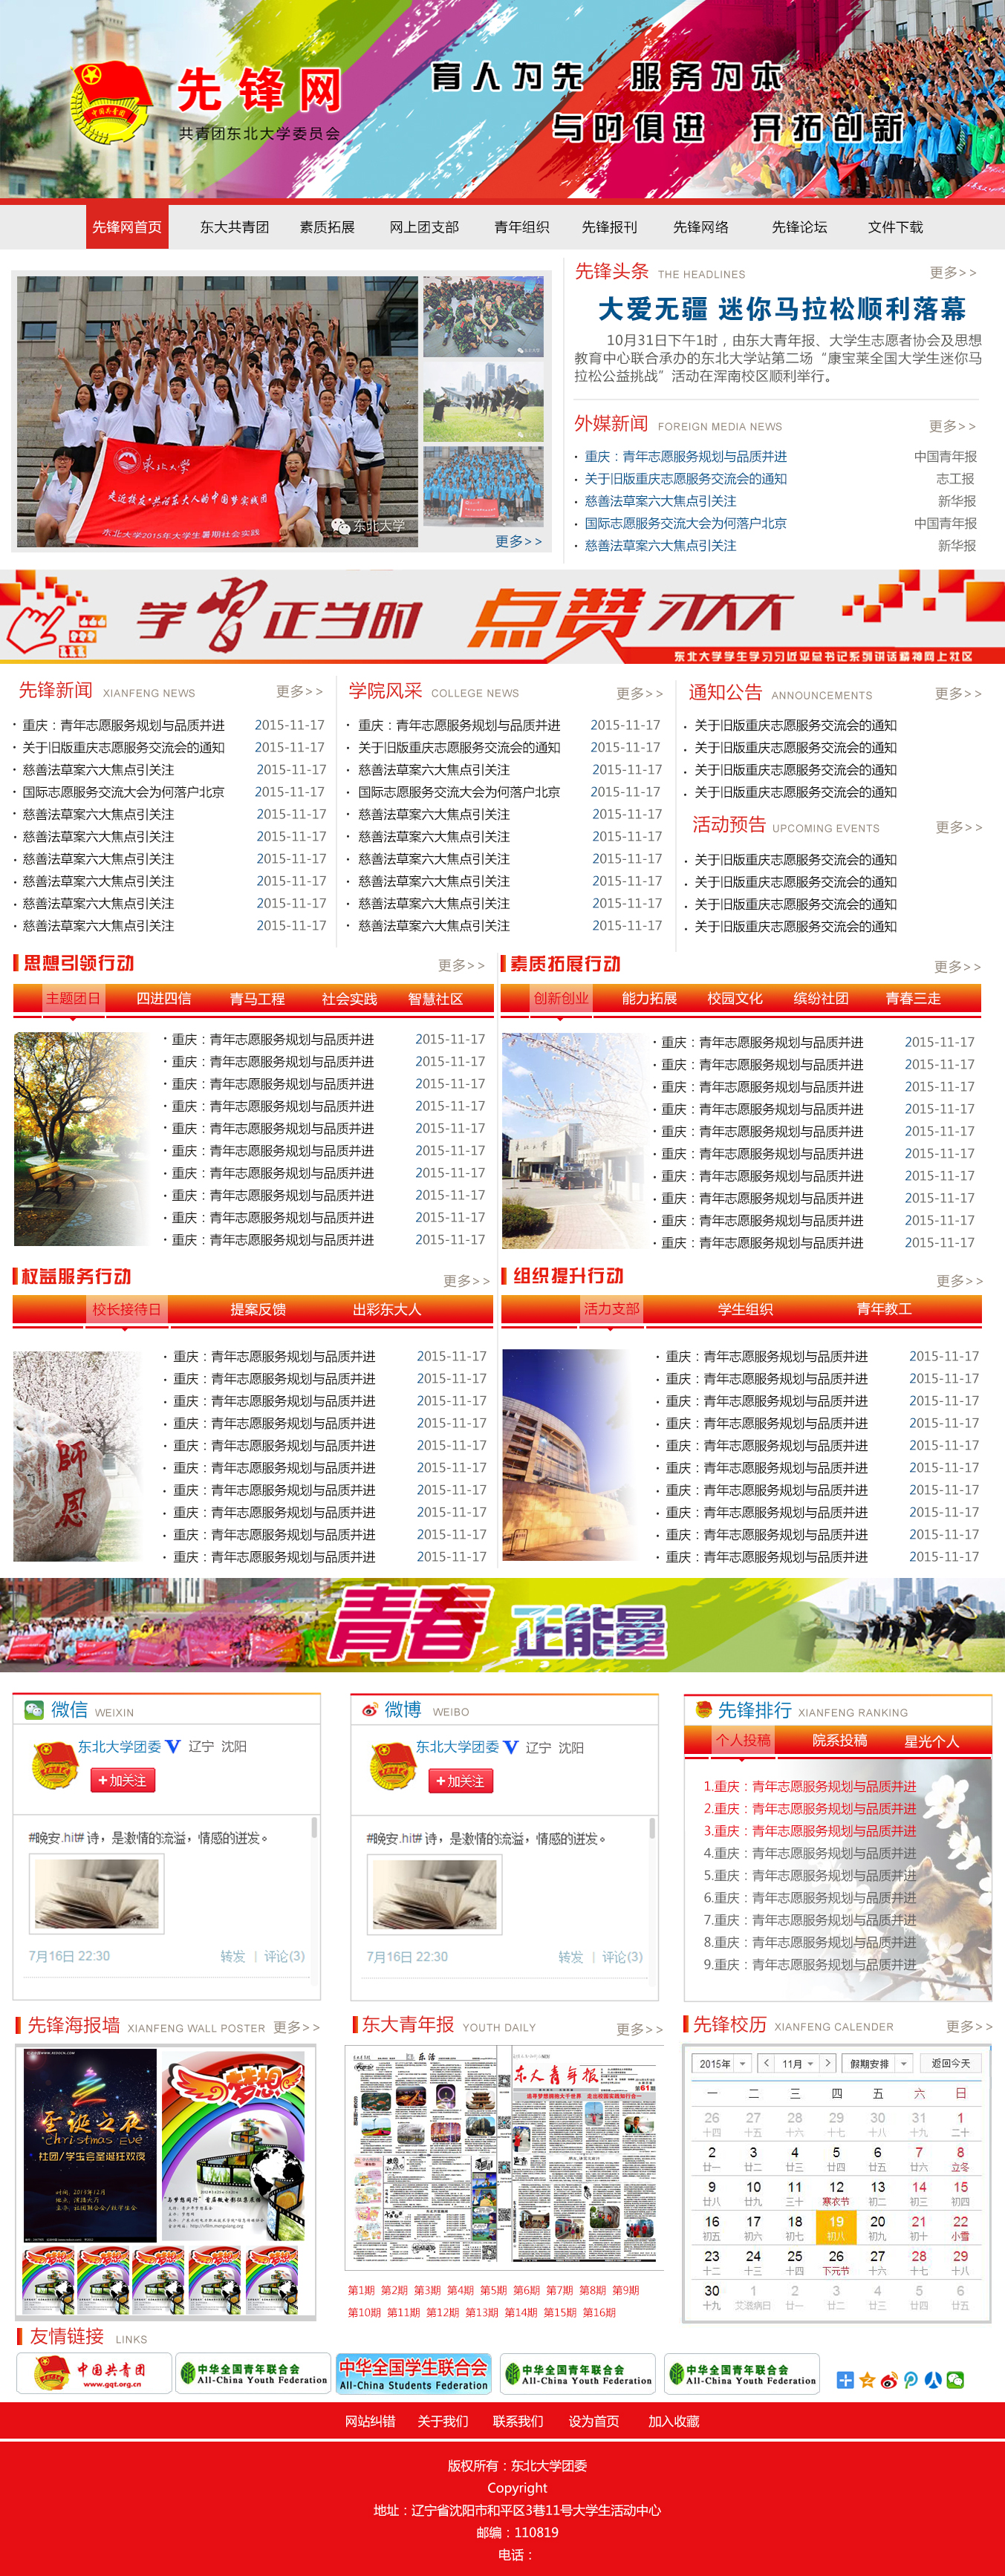 先锋网
共青团东北大学委员会
育人为先 服务为本
与时俱进 开拓创新
先锋网首页 东大共青团 素质拓展 网上团支部 青年组织 先锋报刊 先锋网络 先锋论坛 文件下载
东北大学
走近校友·共话东大人的中国梦实践团
东北大学2015年大学生暑期社会实践
东北大学
更多>>
先锋头条 THE HEADLINES 更多>>
大爱无疆 迷你马拉松顺利落幕
10月31日下午1时，由东大青年报、大学生志愿者协会及思想
教育中心联合承办的东北大学站第二场“康宝莱全国大学生迷你马
拉松公益挑战”活动在浑南校区顺利举行。
外媒新闻 FOREIGN MEDIA NEWS 更多>>
· 重庆：青年志愿服务规划与品质并进 中国青年报
· 关于旧版重庆志愿服务交流会的通知 志工报
· 慈善法草案六大焦点引关注 新华报
· 国际志愿服务交流大会为何落户北京 中国青年报
· 慈善法草案六大焦点引关注 新华报
学习正当时 点赞习大大
东北大学学生学习习近平总书记系列讲话精神网上社区
先锋新闻 XIANFENG NEWS 更多>>
· 重庆：青年志愿服务规划与品质并进 2015-11-17
· 关于旧版重庆志愿服务交流会的通知 2015-11-17
· 慈善法草案六大焦点引关注 2015-11-17
· 国际志愿服务交流大会为何落户北京 2015-11-17
· 慈善法草案六大焦点引关注 2015-11-17
· 慈善法草案六大焦点引关注 2015-11-17
· 慈善法草案六大焦点引关注 2015-11-17
· 慈善法草案六大焦点引关注 2015-11-17
· 慈善法草案六大焦点引关注 2015-11-17
· 慈善法草案六大焦点引关注 2015-11-17
学院风采 COLLEGE NEWS 更多>>
· 重庆：青年志愿服务规划与品质并进 2015-11-17
· 关于旧版重庆志愿服务交流会的通知 2015-11-17
· 慈善法草案六大焦点引关注 2015-11-17
· 国际志愿服务交流大会为何落户北京 2015-11-17
· 慈善法草案六大焦点引关注 2015-11-17
· 慈善法草案六大焦点引关注 2015-11-17
· 慈善法草案六大焦点引关注 2015-11-17
· 慈善法草案六大焦点引关注 2015-11-17
· 慈善法草案六大焦点引关注 2015-11-17
· 慈善法草案六大焦点引关注 2015-11-17
通知公告 ANNOUNCEMENTS 更多>>
· 关于旧版重庆志愿服务交流会的通知
· 关于旧版重庆志愿服务交流会的通知
· 关于旧版重庆志愿服务交流会的通知
· 关于旧版重庆志愿服务交流会的通知
活动预告 UPCOMING EVENTS 更多>>
· 关于旧版重庆志愿服务交流会的通知
· 关于旧版重庆志愿服务交流会的通知
· 关于旧版重庆志愿服务交流会的通知
· 关于旧版重庆志愿服务交流会的通知
思想引领行动 更多>>
主题团日 四进四信 青马工程 社会实践 智慧社区
· 重庆：青年志愿服务规划与品质并进 2015-11-17
· 重庆：青年志愿服务规划与品质并进 2015-11-17
· 重庆：青年志愿服务规划与品质并进 2015-11-17
· 重庆：青年志愿服务规划与品质并进 2015-11-17
· 重庆：青年志愿服务规划与品质并进 2015-11-17
· 重庆：青年志愿服务规划与品质并进 2015-11-17
· 重庆：青年志愿服务规划与品质并进 2015-11-17
· 重庆：青年志愿服务规划与品质并进 2015-11-17
· 重庆：青年志愿服务规划与品质并进 2015-11-17
· 重庆：青年志愿服务规划与品质并进 2015-11-17
素质拓展行动 更多>>
创新创业 能力拓展 校园文化 缤纷社团 青春三走
· 重庆：青年志愿服务规划与品质并进 2015-11-17
· 重庆：青年志愿服务规划与品质并进 2015-11-17
· 重庆：青年志愿服务规划与品质并进 2015-11-17
· 重庆：青年志愿服务规划与品质并进 2015-11-17
· 重庆：青年志愿服务规划与品质并进 2015-11-17
· 重庆：青年志愿服务规划与品质并进 2015-11-17
· 重庆：青年志愿服务规划与品质并进 2015-11-17
· 重庆：青年志愿服务规划与品质并进 2015-11-17
· 重庆：青年志愿服务规划与品质并进 2015-11-17
· 重庆：青年志愿服务规划与品质并进 2015-11-17
权益服务行动 更多>>
校长接待日 提案反馈 出彩东大人
師恩
· 重庆：青年志愿服务规划与品质并进 2015-11-17
· 重庆：青年志愿服务规划与品质并进 2015-11-17
· 重庆：青年志愿服务规划与品质并进 2015-11-17
· 重庆：青年志愿服务规划与品质并进 2015-11-17
· 重庆：青年志愿服务规划与品质并进 2015-11-17
· 重庆：青年志愿服务规划与品质并进 2015-11-17
· 重庆：青年志愿服务规划与品质并进 2015-11-17
· 重庆：青年志愿服务规划与品质并进 2015-11-17
· 重庆：青年志愿服务规划与品质并进 2015-11-17
· 重庆：青年志愿服务规划与品质并进 2015-11-17
组织提升行动 更多>>
活力支部 学生组织 青年教工
· 重庆：青年志愿服务规划与品质并进 2015-11-17
· 重庆：青年志愿服务规划与品质并进 2015-11-17
· 重庆：青年志愿服务规划与品质并进 2015-11-17
· 重庆：青年志愿服务规划与品质并进 2015-11-17
· 重庆：青年志愿服务规划与品质并进 2015-11-17
· 重庆：青年志愿服务规划与品质并进 2015-11-17
· 重庆：青年志愿服务规划与品质并进 2015-11-17
· 重庆：青年志愿服务规划与品质并进 2015-11-17
· 重庆：青年志愿服务规划与品质并进 2015-11-17
· 重庆：青年志愿服务规划与品质并进 2015-11-17
青春 正能量
微信 WEIXIN
东北大学团委 V 辽宁 沈阳
+加关注
#晚安.hit# 诗，是激情的流溢，情感的迸发。
7月16日 22:30 转发 | 评论(3)
微博 WEIBO
东北大学团委 V 辽宁 沈阳
+加关注
#晚安.hit# 诗，是激情的流溢，情感的迸发。
7月16日 22:30 转发 | 评论(3)
先锋排行 XIANFENG RANKING
个人投稿 院系投稿 星光个人
1.重庆：青年志愿服务规划与品质并进
2.重庆：青年志愿服务规划与品质并进
3.重庆：青年志愿服务规划与品质并进
4.重庆：青年志愿服务规划与品质并进
5.重庆：青年志愿服务规划与品质并进
6.重庆：青年志愿服务规划与品质并进
7.重庆：青年志愿服务规划与品质并进
8.重庆：青年志愿服务规划与品质并进
9.重庆：青年志愿服务规划与品质并进
先锋海报墙 XIANFENG WALL POSTER 更多>>
圣诞之夜
Christmas Eve
社团/学生会圣诞狂欢夜
梦想
东大青年报 YOUTH DAILY 更多>>
乐活
东大青年报
第1期 第2期 第3期 第4期 第5期 第6期 第7期 第8期 第9期
第10期 第11期 第12期 第13期 第14期 第15期 第16期
先锋校历 XIANFENG CALENDER 更多>>
2015年 < 11月 > 假期安排 返回今天
一 二 三 四 五 六 日
26 27 28 29 30 31 1
十四 十五 十六 十七 十八 十九 二十
2 3 4 5 6 7 8
廿一 廿二 廿三 廿四 廿五 廿六 立冬
9 10 11 12 13 14 15
廿八 廿九 三十 寒衣节 初二 初三 初四
16 17 18 19 20 21 22
初五 初六 初七 初八 初九 初十 小雪
23 24 25 26 27 28 29
十二 十三 十四 下元节 十六 十七 十八
30 1 2 3 4 5 6
十九 艾滋病日 廿一 廿二 廿三 廿四 廿五
友情链接 LINKS
中国共青团
www.gqt.org.cn
中华全国青年联合会
All-China Youth Federation
中华全国学生联合会
All-China Students Federation
中华全国青年联合会
All-China Youth Federation
中华全国青年联合会
All-China Youth Federation
网站纠错 关于我们 联系我们 设为首页 加入收藏
版权所有：东北大学团委
Copyright
地址：辽宁省沈阳市和平区3巷11号大学生活动中心
邮编：110819
电话：